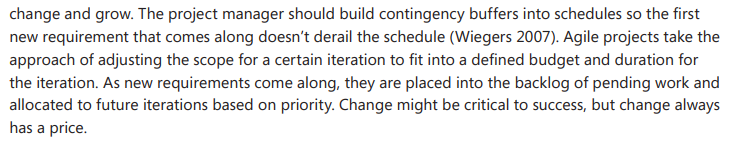 change and grow. The project manager should build contingency buffers into schedules so the first
new requirement that comes along doesn’t derail the schedule (Wiegers 2007). Agile projects take the
approach of adjusting the scope for a certain iteration to fit into a defined budget and duration for
the iteration. As new requirements come along, they are placed into the backlog of pending work and
allocated to future iterations based on priority. Change might be critical to success, but change always
has a price.